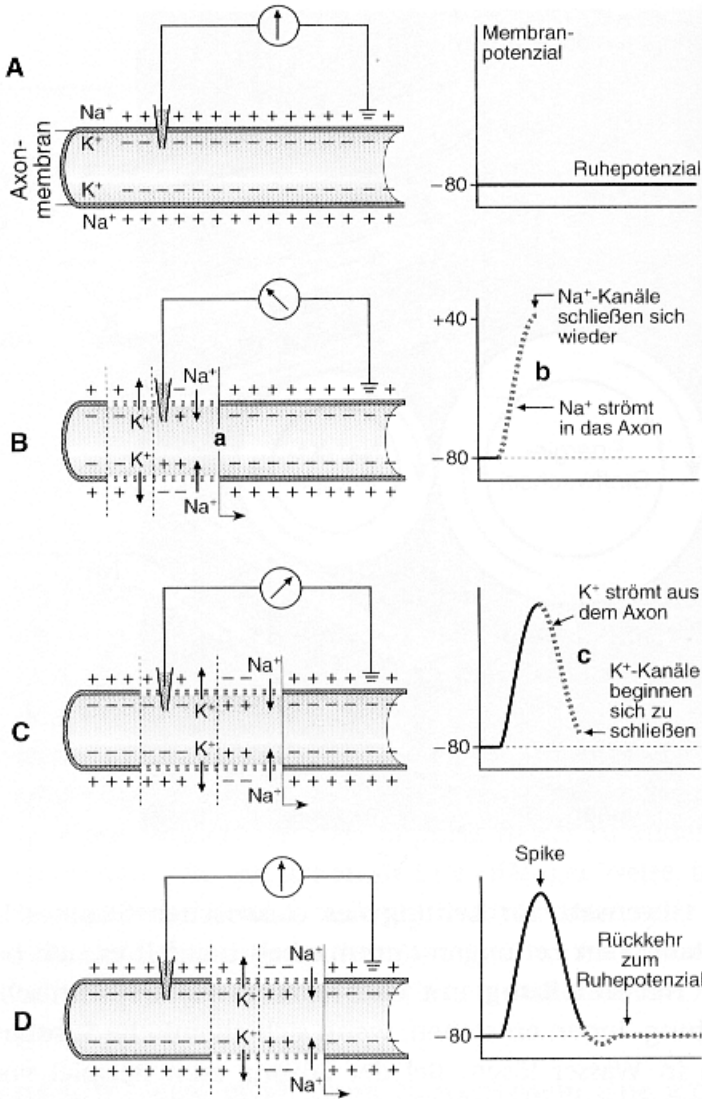 A
Na⁺ + + + + + + + + + + + + + +
K⁺ – – – – – – – – – – – –
K⁺ – – – – – – – – – – – –
Na⁺ + + + + + + + + + + + + + +
Axon-
membran
Membran-
potenzial
Ruhepotenzial
–80
B
Na⁺
K⁺
a
K⁺
Na⁺
+40
–80
Na⁺-Kanäle
schließen sich
wieder
b
Na⁺ strömt
in das Axon
C
Na⁺
K⁺
K⁺
Na⁺
–80
K⁺ strömt aus
dem Axon
c
K⁺-Kanäle
beginnen
sich zu
schließen
D
Na⁺
K⁺
K⁺
Na⁺
Spike
Rückkehr
zum
Ruhepotenzial
–80